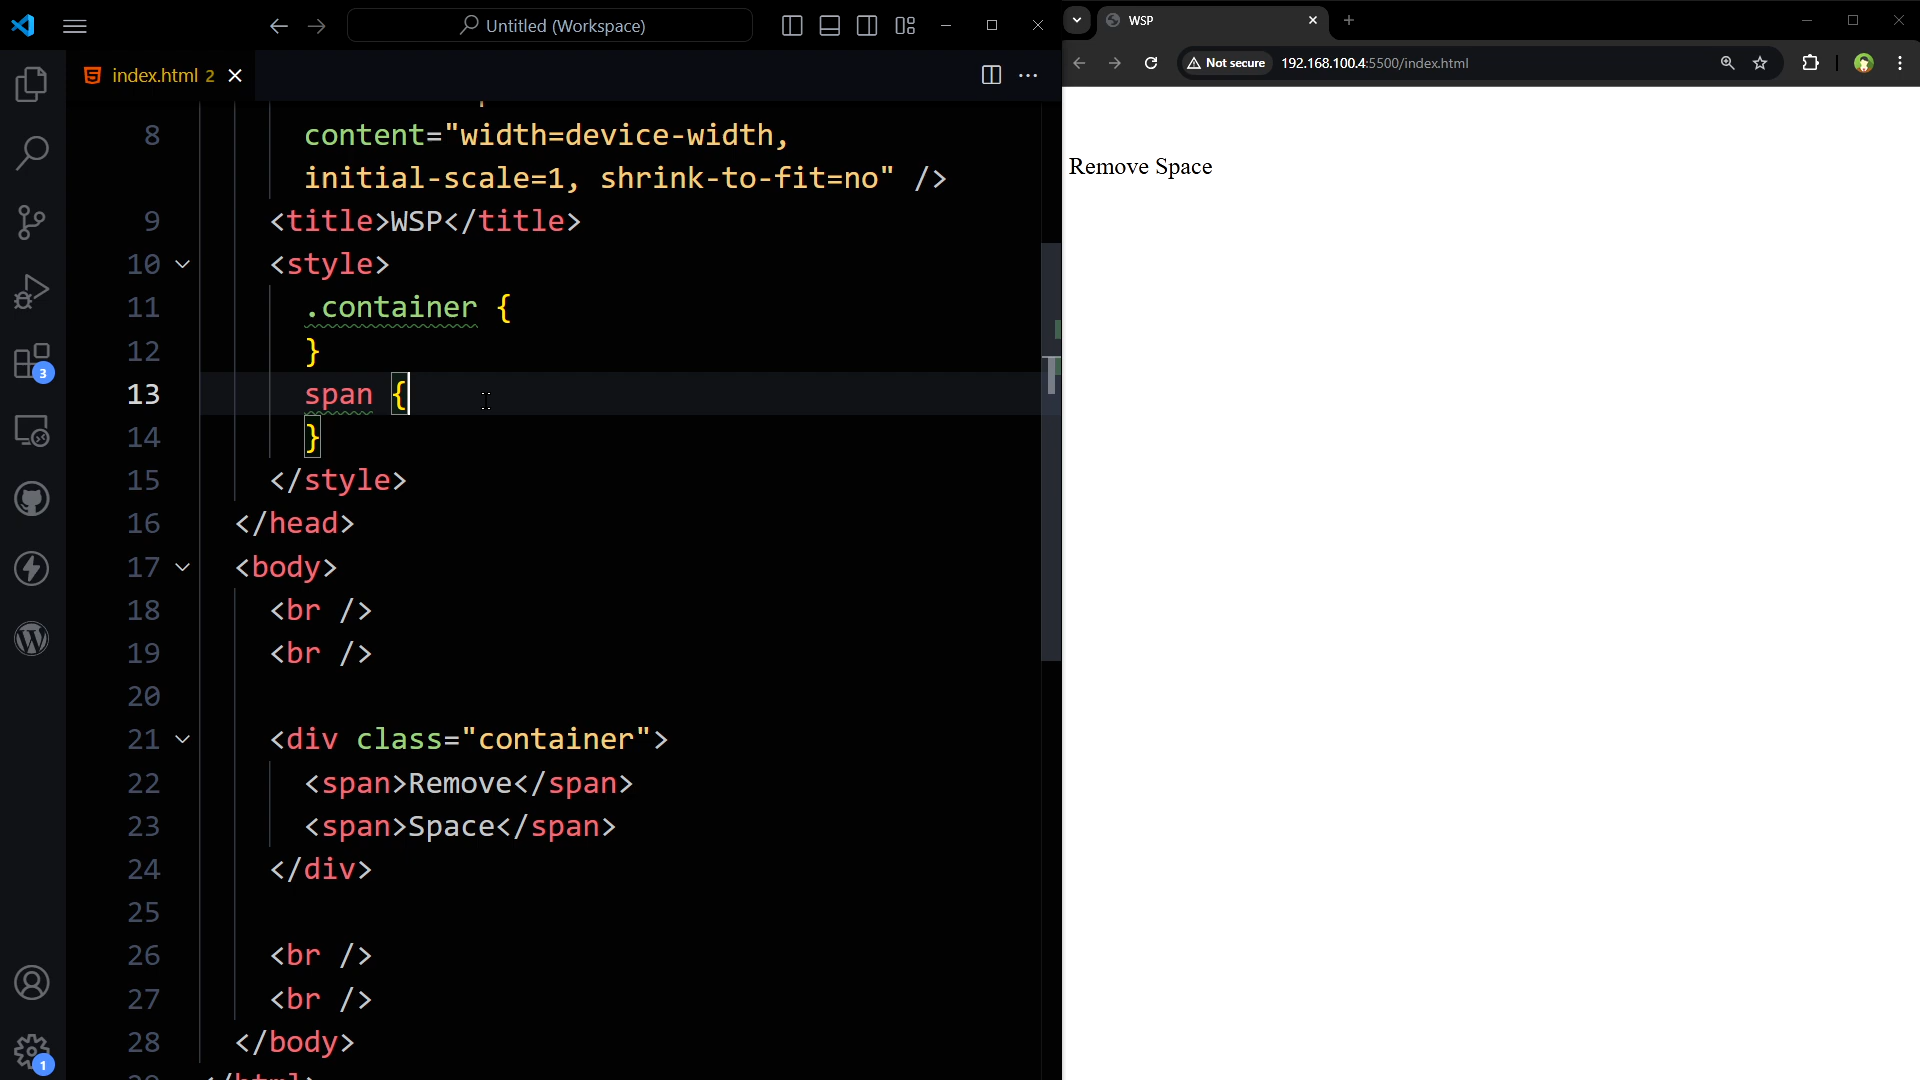 Untitled (Workspace)
index.html 2
8 content="width=device-width,
initial-scale=1, shrink-to-fit=no" />
9 <title>WSP</title>
10 <style>
11 .container {
12 }
13 span {
14 }
15 </style>
16 </head>
17 <body>
18 <br />
19 <br />
20
21 <div class="container">
22 <span>Remove</span>
23 <span>Space</span>
24 </div>
25
26 <br />
27 <br />
28 </body>
3
1
WSP
Not secure 192.168.100.4:5500/index.html
Remove Space